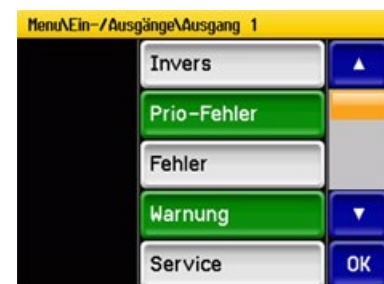 Menu\Ein-/Ausgänge\Ausgang 1
Invers
Prio-Fehler
Fehler
Warnung
Service
OK